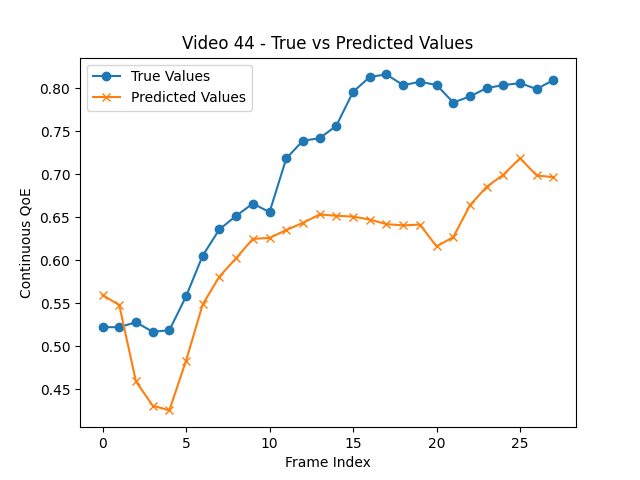 Video 44 - True vs Predicted Values
True Values
Predicted Values
0.80
0.75
0.70
0.65
0.60
0.55
0.50
0.45
Continuous QoE
0 5 10 15 20 25
Frame Index